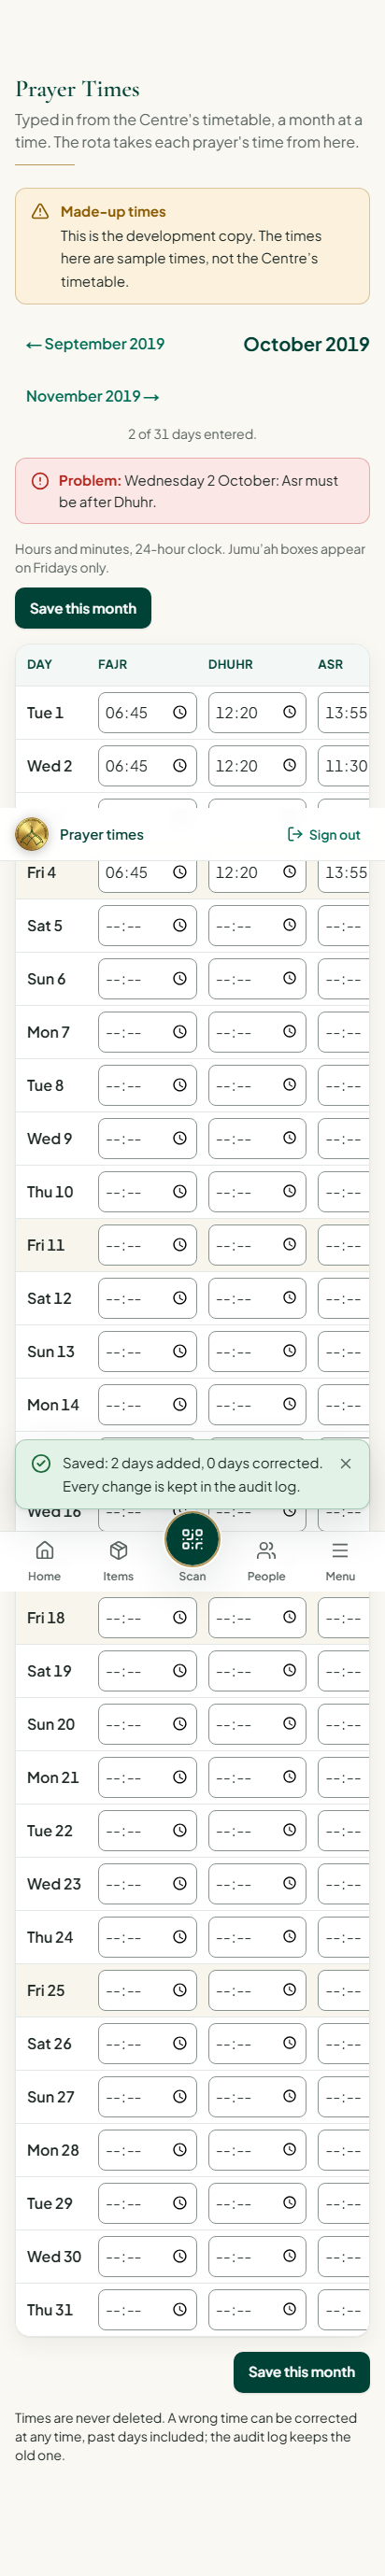 Prayer Times
Typed in from the Centre's timetable, a month at a
time. The rota takes each prayer's time from here.
Made-up times
This is the development copy. The times
here are sample times, not the Centre's
timetable.
← September 2019
October 2019
November 2019 →
2 of 31 days entered.
Problem: Wednesday 2 October: Asr must
be after Dhuhr.
Hours and minutes, 24-hour clock. Jumu'ah boxes appear
on Fridays only.
Save this month
DAY FAJR DHUHR ASR
Tue 1 06:45 12:20 13:55
Wed 2 06:45 12:20 11:30
Prayer times Sign out
Fri 4 06:45 12:20 13:55
Sat 5 --:-- --:-- --:--
Sun 6 --:-- --:-- --:--
Mon 7 --:-- --:-- --:--
Tue 8 --:-- --:-- --:--
Wed 9 --:-- --:-- --:--
Thu 10 --:-- --:-- --:--
Fri 11 --:-- --:-- --:--
Sat 12 --:-- --:-- --:--
Sun 13 --:-- --:-- --:--
Mon 14 --:-- --:-- --:--
Saved: 2 days added, 0 days corrected.
Every change is kept in the audit log.
Wed 16 --:-- --:-- --:--
Home Items Scan People Menu
Fri 18 --:-- --:-- --:--
Sat 19 --:-- --:-- --:--
Sun 20 --:-- --:-- --:--
Mon 21 --:-- --:-- --:--
Tue 22 --:-- --:-- --:--
Wed 23 --:-- --:-- --:--
Thu 24 --:-- --:-- --:--
Fri 25 --:-- --:-- --:--
Sat 26 --:-- --:-- --:--
Sun 27 --:-- --:-- --:--
Mon 28 --:-- --:-- --:--
Tue 29 --:-- --:-- --:--
Wed 30 --:-- --:-- --:--
Thu 31 --:-- --:-- --:--
Save this month
Times are never deleted. A wrong time can be corrected
at any time, past days included; the audit log keeps the
old one.